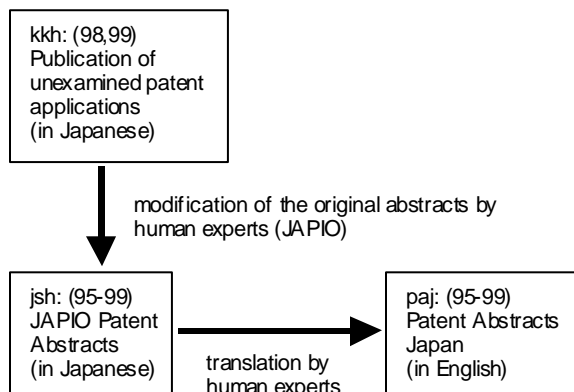 kkh: (98,99)
Publication of
unexamined patent
applications
(in Japanese)
modification of the original abstracts by
human experts (JAPIO)
jsh: (95-99)
JAPIO Patent
Abstracts
(in Japanese)
translation by
human experts
paj: (95-99)
Patent Abstracts
Japan
(in English)